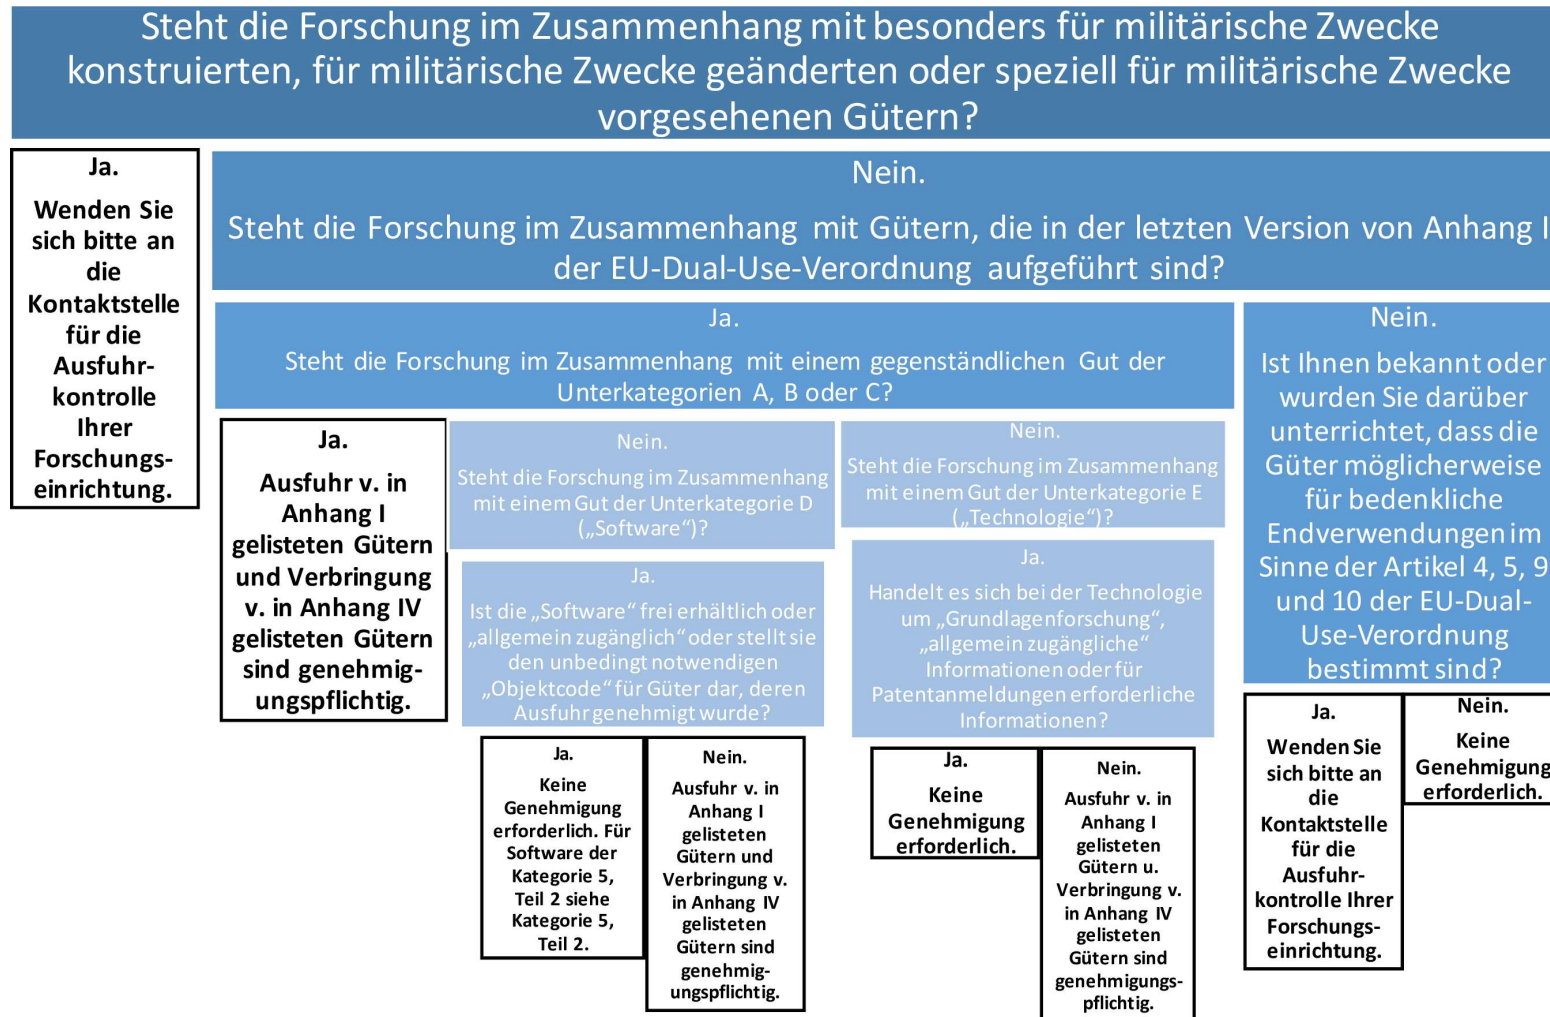 Steht die Forschung im Zusammenhang mit besonders für militärische Zwecke
konstruierten, für militärische Zwecke geänderten oder speziell für militärische Zwecke
vorgesehenen Gütern?
Ja.
Wenden Sie
sich bitte an
die
Kontaktstelle
für die
Ausfuhr-
kontrolle
Ihrer
Forschungs-
einrichtung.
Nein.
Steht die Forschung im Zusammenhang mit Gütern, die in der letzten Version von Anhang I
der EU-Dual-Use-Verordnung aufgeführt sind?
Ja.
Steht die Forschung im Zusammenhang mit einem gegenständlichen Gut der
Unterkategorien A, B oder C?
Ja.
Ausfuhr v. in
Anhang I
gelisteten Gütern
und Verbringung
v. in Anhang IV
gelisteten Gütern
sind genehmig-
ungspflichtig.
Nein.
Steht die Forschung im Zusammenhang
mit einem Gut der Unterkategorie D
(„Software“)?
Ja.
Ist die „Software“ frei erhältlich oder
„allgemein zugänglich“ oder stellt sie
den unbedingt notwendigen
„Objektcode“ für Güter dar, deren
Ausfuhr genehmigt wurde?
Ja.
Keine
Genehmigung
erforderlich. Für
Software der
Kategorie 5,
Teil 2 siehe
Kategorie 5,
Teil 2.
Nein.
Ausfuhr v. in
Anhang I
gelisteten
Gütern und
Verbringung v.
in Anhang IV
gelisteten
Gütern sind
genehmig-
ungspflichtig.
Nein.
Steht die Forschung im Zusammenhang
mit einem Gut der Unterkategorie E
(„Technologie“)?
Ja.
Handelt es sich bei der Technologie
um „Grundlagenforschung“,
„allgemein zugängliche“
Informationen oder für
Patentanmeldungen erforderliche
Informationen?
Ja.
Keine
Genehmigung
erforderlich.
Nein.
Ausfuhr v. in
Anhang I
gelisteten
Gütern u.
Verbringung v.
in Anhang IV
gelisteten
Gütern sind
genehmigungs-
pflichtig.
Nein.
Ist Ihnen bekannt oder
wurden Sie darüber
unterrichtet, dass die
Güter möglicherweise
für bedenkliche
Endverwendungen im
Sinne der Artikel 4, 5, 9
und 10 der EU-Dual-
Use-Verordnung
bestimmt sind?
Ja.
Wenden Sie
sich bitte an
die
Kontaktstelle
für die
Ausfuhr-
kontrolle Ihrer
Forschungs-
einrichtung.
Nein.
Keine
Genehmigung
erforderlich.